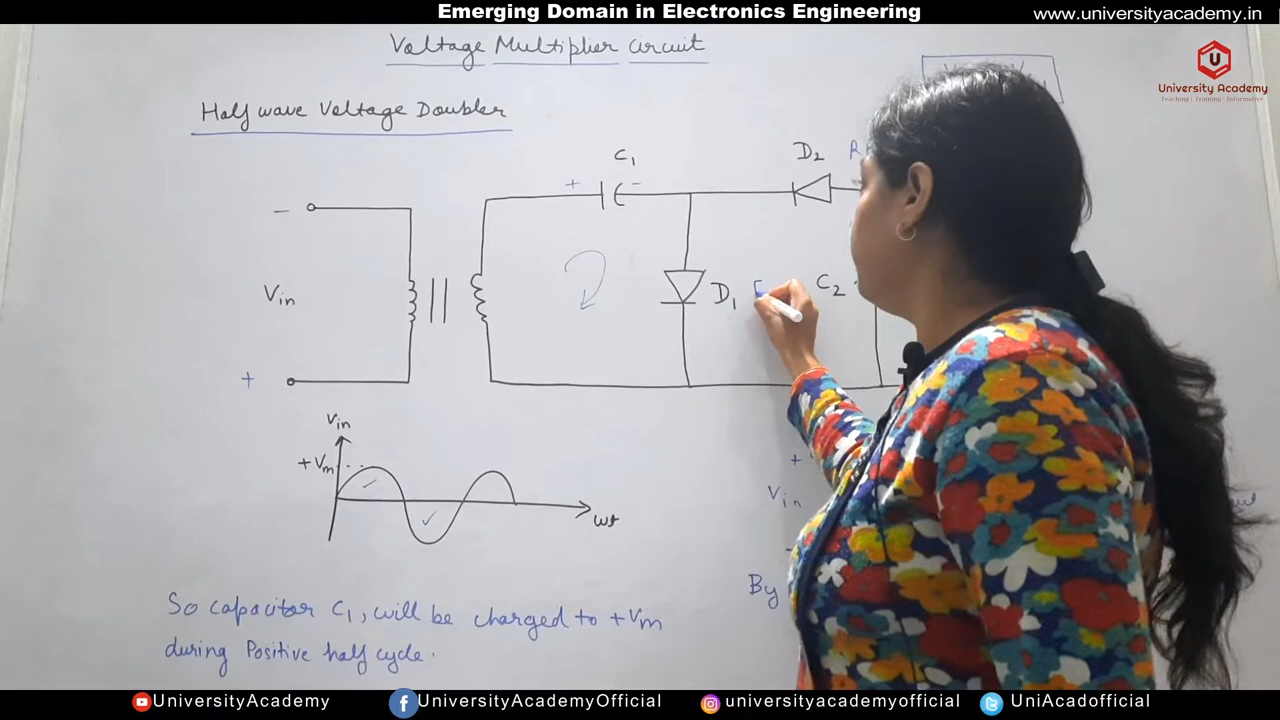 Emerging Domain in Electronics Engineering
www.universityacademy.in
Voltage Multiplier circuit
University Academy
Teaching | Training | Informative
Half wave Voltage Doubler
C1
D2
+ -
-
Vin
D1
C2
+
Vin
+Vm
ωt
+
Vin
So capacitor C1, will be charged to +Vm
during Positive half cycle.
By
UniversityAcademy
UniversityAcademyOfficial
universityacademyofficial
UniAcadofficial